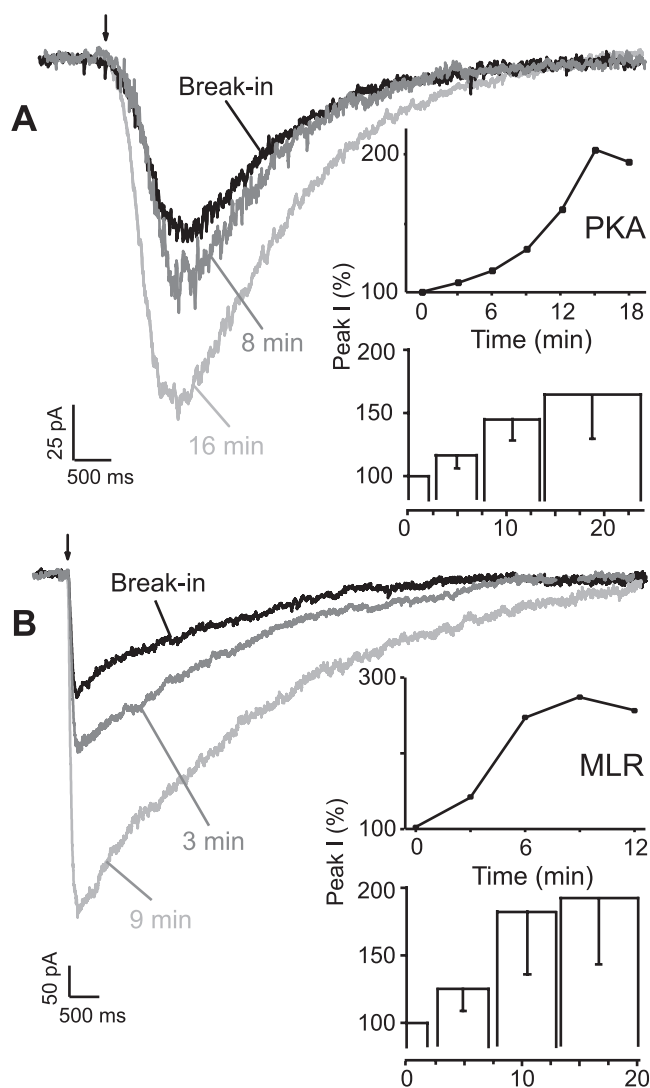 A
Break-in
8 min
16 min
25 pA
500 ms
200
100
PKA
0 6 12 18
Time (min)
Peak I (%)
200
150
100
0 10 20
B
Break-in
3 min
9 min
50 pA
500 ms
300
100
MLR
0 6 12
Time (min)
Peak I (%)
200
150
100
0 10 20